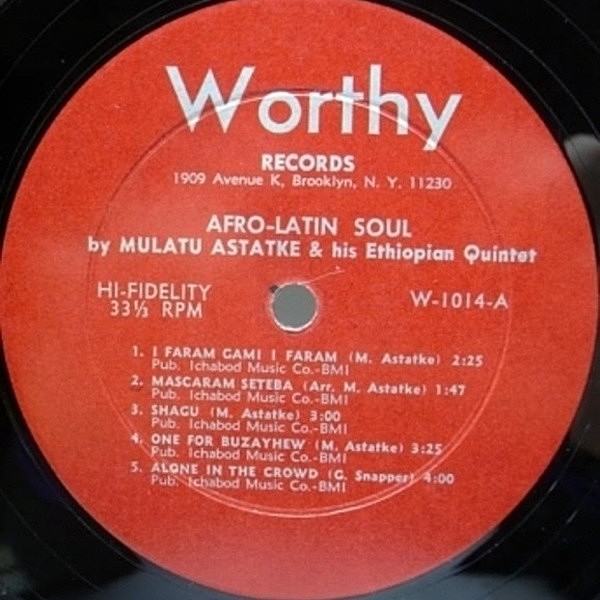 Worthy
RECORDS
1909 Avenue K, Brooklyn, N. Y. 11230
AFRO-LATIN SOUL
by MULATU ASTATKE & his Ethiopian Quintet
HI-FIDELITY
33⅓ RPM
W-1014-A
1. I FARAM GAMI I FARAM (M. Astatke) 2:25
Pub. Ichabod Music Co.-BMI
2. MASCARAM SETEBA (Arr. M. Astatke) 1:47
Pub. Ichabod Music Co.-BMI
3. SHAGU (M. Astatke) 3:00
Pub. Ichabod Music Co.-BMI
4. ONE FOR BUZAYHEW (M. Astatke) 3:25
Pub. Ichabod Music Co.-BMI
5. ALONE IN THE CROWD (G. Snapper) 4:00
Pub. Ichabod Music Co.-BMI